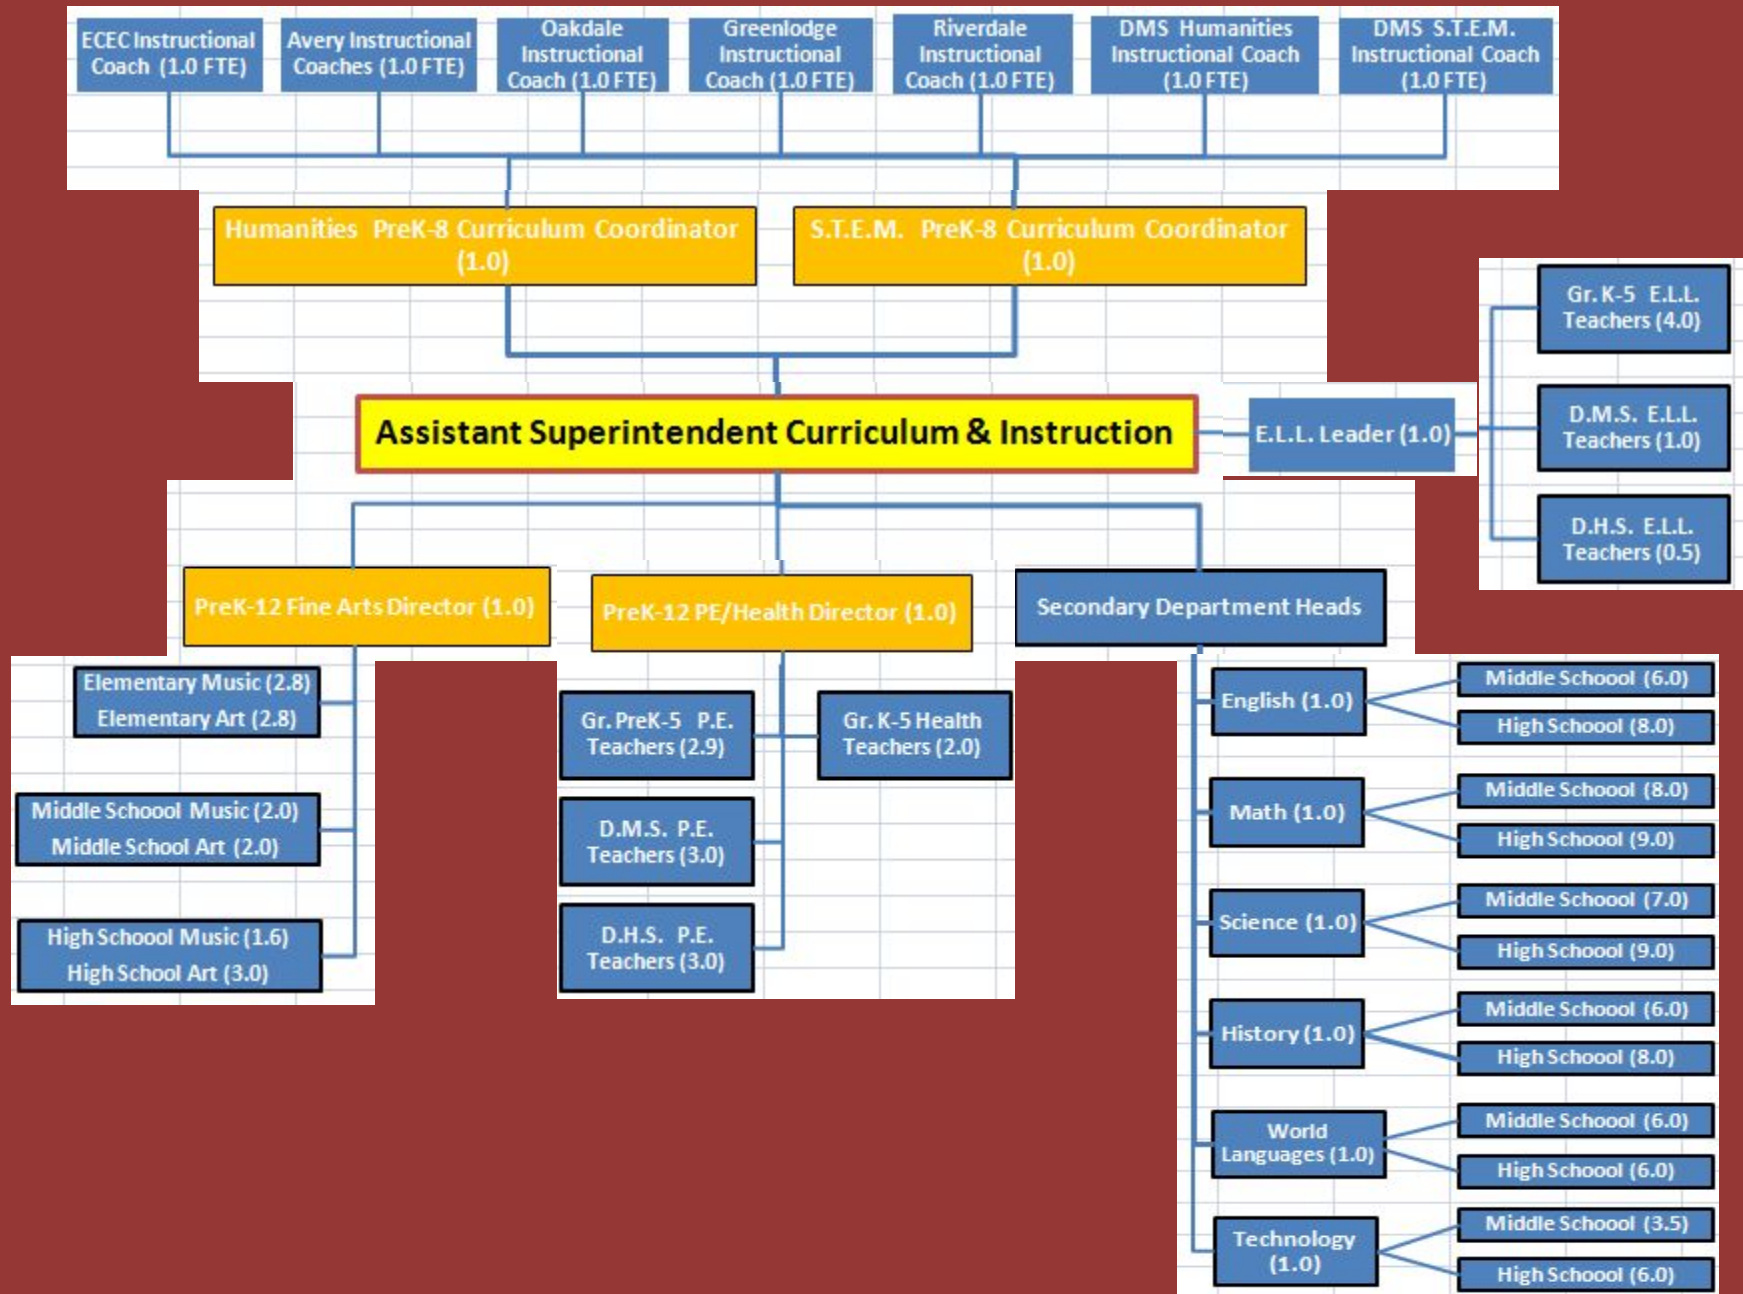 ECEC Instructional
Coach (1.0 FTE)
Avery Instructional
Coaches (1.0 FTE)
Oakdale
Instructional
Coach (1.0 FTE)
Greenlodge
Instructional
Coach (1.0 FTE)
Riverdale
Instructional
Coach (1.0 FTE)
DMS Humanities
Instructional Coach
(1.0 FTE)
DMS S.T.E.M.
Instructional Coach
(1.0 FTE)
Humanities PreK-8 Curriculum Coordinator
(1.0)
S.T.E.M. PreK-8 Curriculum Coordinator
(1.0)
Assistant Superintendent Curriculum & Instruction
E.L.L. Leader (1.0)
Gr. K-5 E.L.L.
Teachers (4.0)
D.M.S. E.L.L.
Teachers (1.0)
D.H.S. E.L.L.
Teachers (0.5)
PreK-12 Fine Arts Director (1.0)
PreK-12 PE/Health Director (1.0)
Secondary Department Heads
Elementary Music (2.8)
Elementary Art (2.8)
Middle Schoool Music (2.0)
Middle School Art (2.0)
High Schoool Music (1.6)
High School Art (3.0)
Gr. PreK-5 P.E.
Teachers (2.9)
Gr. K-5 Health
Teachers (2.0)
D.M.S. P.E.
Teachers (3.0)
D.H.S. P.E.
Teachers (3.0)
English (1.0)
Middle Schoool (6.0)
High Schoool (8.0)
Math (1.0)
Middle Schoool (8.0)
High Schoool (9.0)
Science (1.0)
Middle Schoool (7.0)
High Schoool (9.0)
History (1.0)
Middle Schoool (6.0)
High Schoool (8.0)
World
Languages (1.0)
Middle Schoool (6.0)
High Schoool (6.0)
Technology
(1.0)
Middle Schoool (3.5)
High Schoool (6.0)